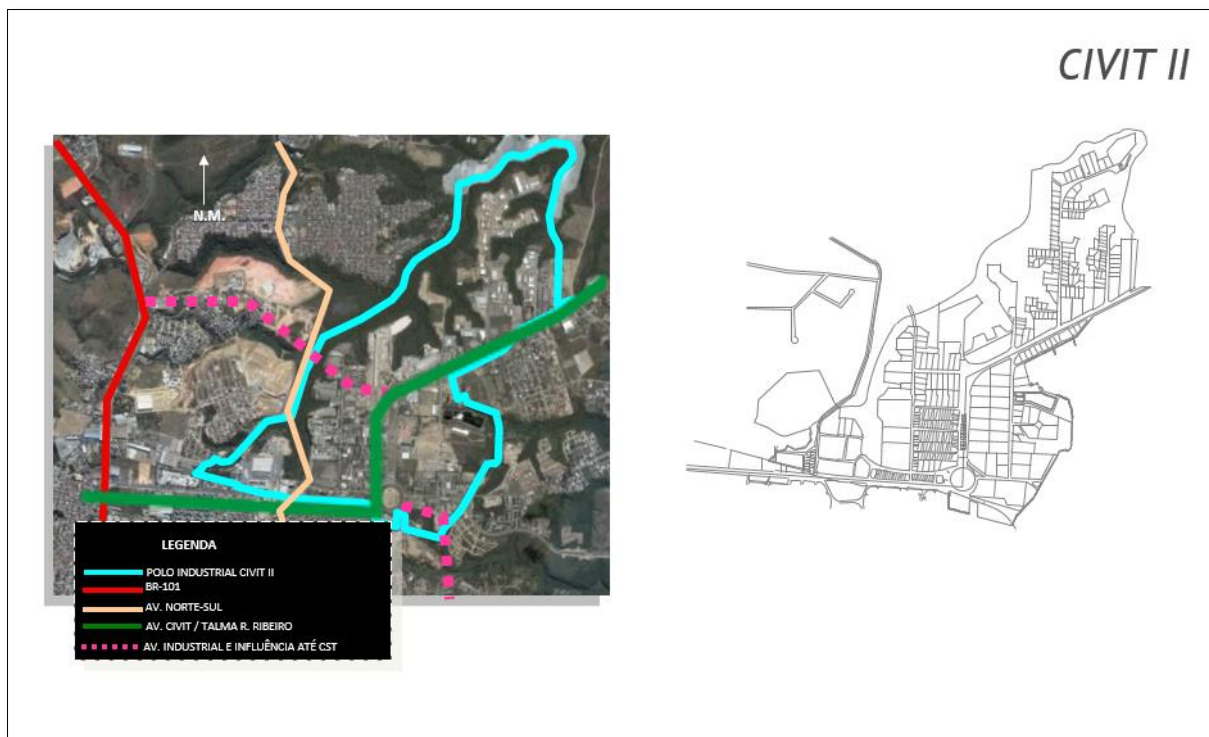 CIVIT II
N.M.
LEGENDA
POLO INDUSTRIAL CIVIT II
BR-101
AV. NORTE-SUL
AV. CIVIT / TALMA R. RIBEIRO
AV. INDUSTRIAL E INFLUÊNCIA ATÉ CST